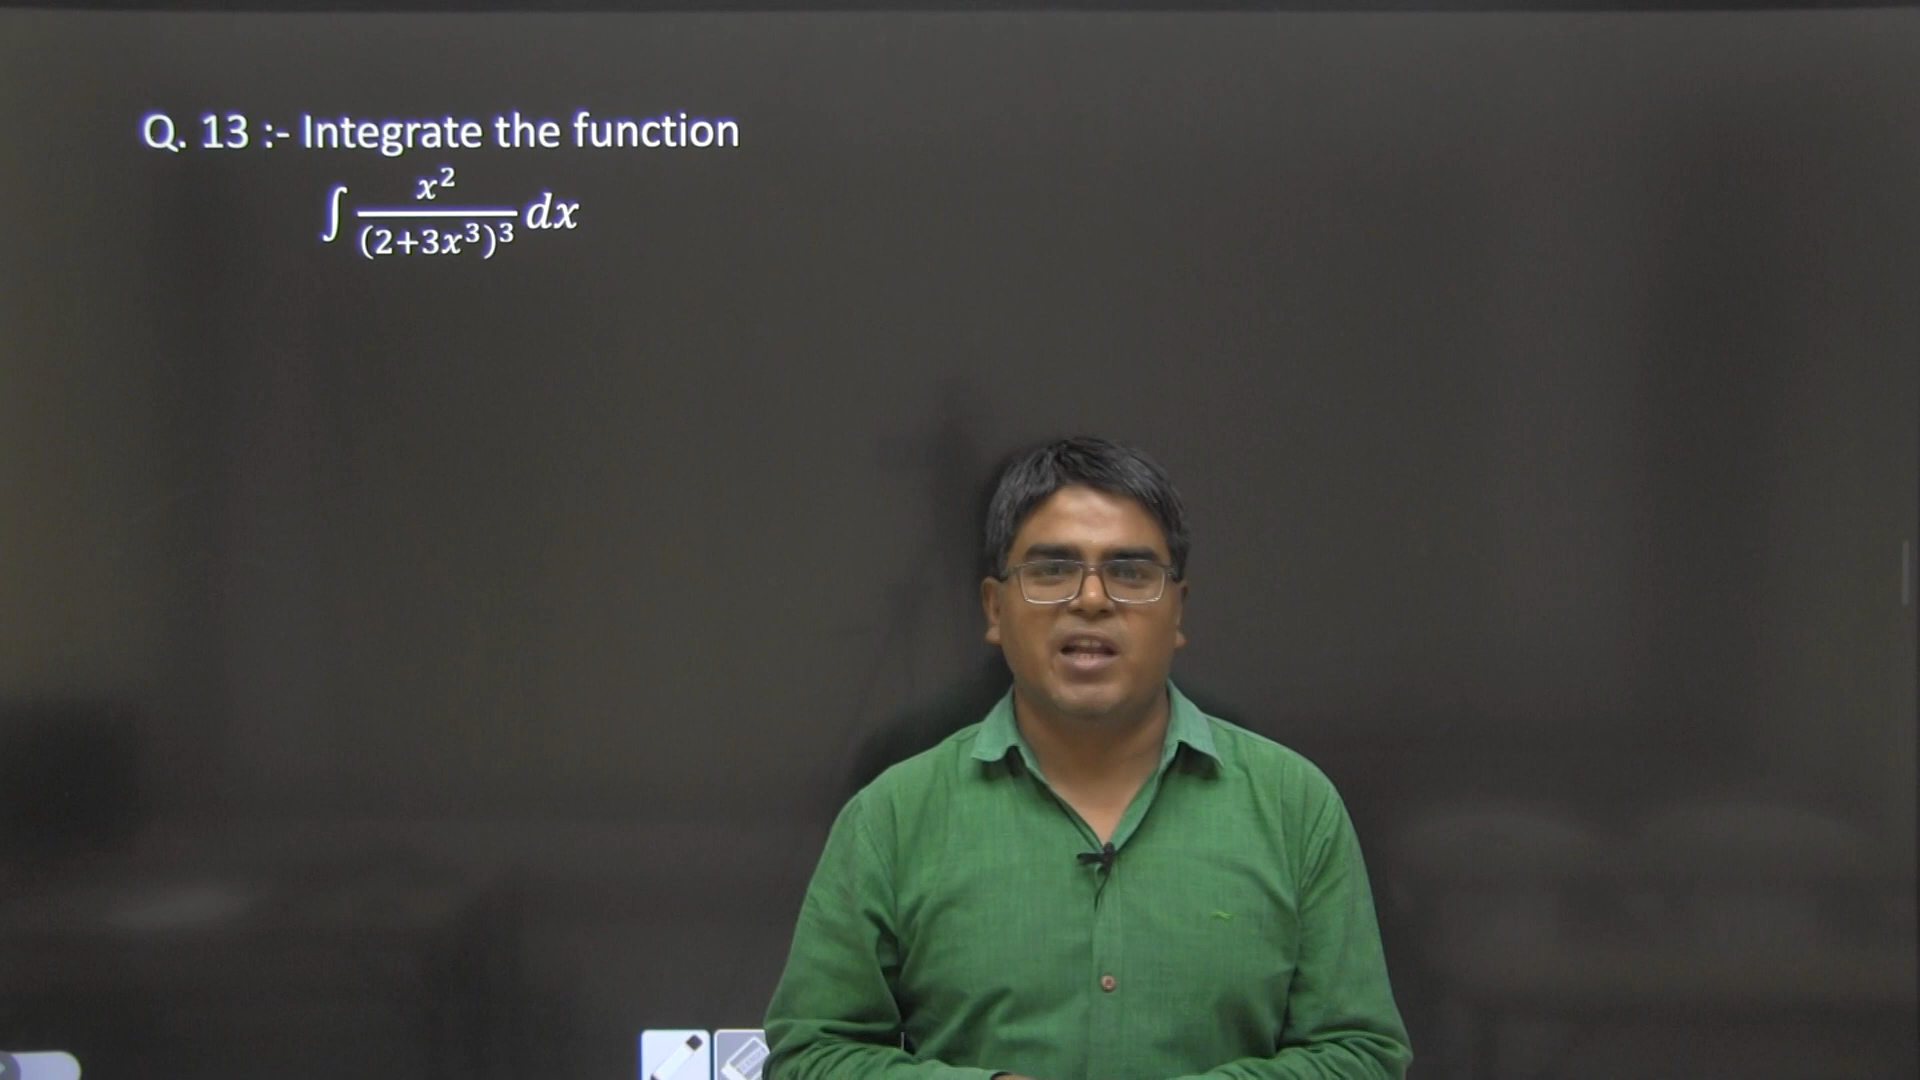 Q. 13 :- Integrate the function
∫ x²/(2+3x³)³ dx